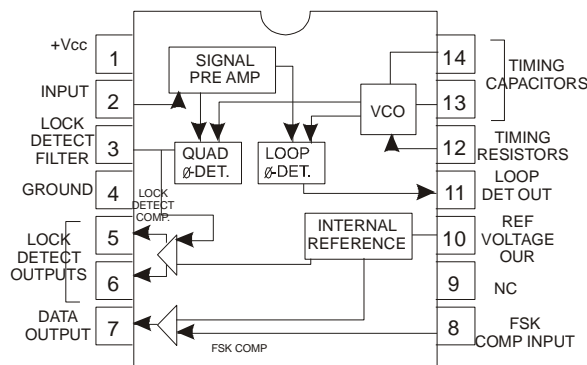 +Vcc
1
INPUT
2
LOCK
DETECT
FILTER
3
GROUND
4
LOCK
DETECT
OUTPUTS
5
6
DATA
OUTPUT
7
SIGNAL
PRE AMP
QUAD
Ø-DET.
LOOP
Ø-DET.
VCO
LOCK
DETECT
COMP.
INTERNAL
REFERENCE
FSK COMP
14
TIMING
CAPACITORS
13
12
TIMING
RESISTORS
11
LOOP
DET OUT
10
REF
VOLTAGE
OUR
9
NC
8
FSK
COMP INPUT